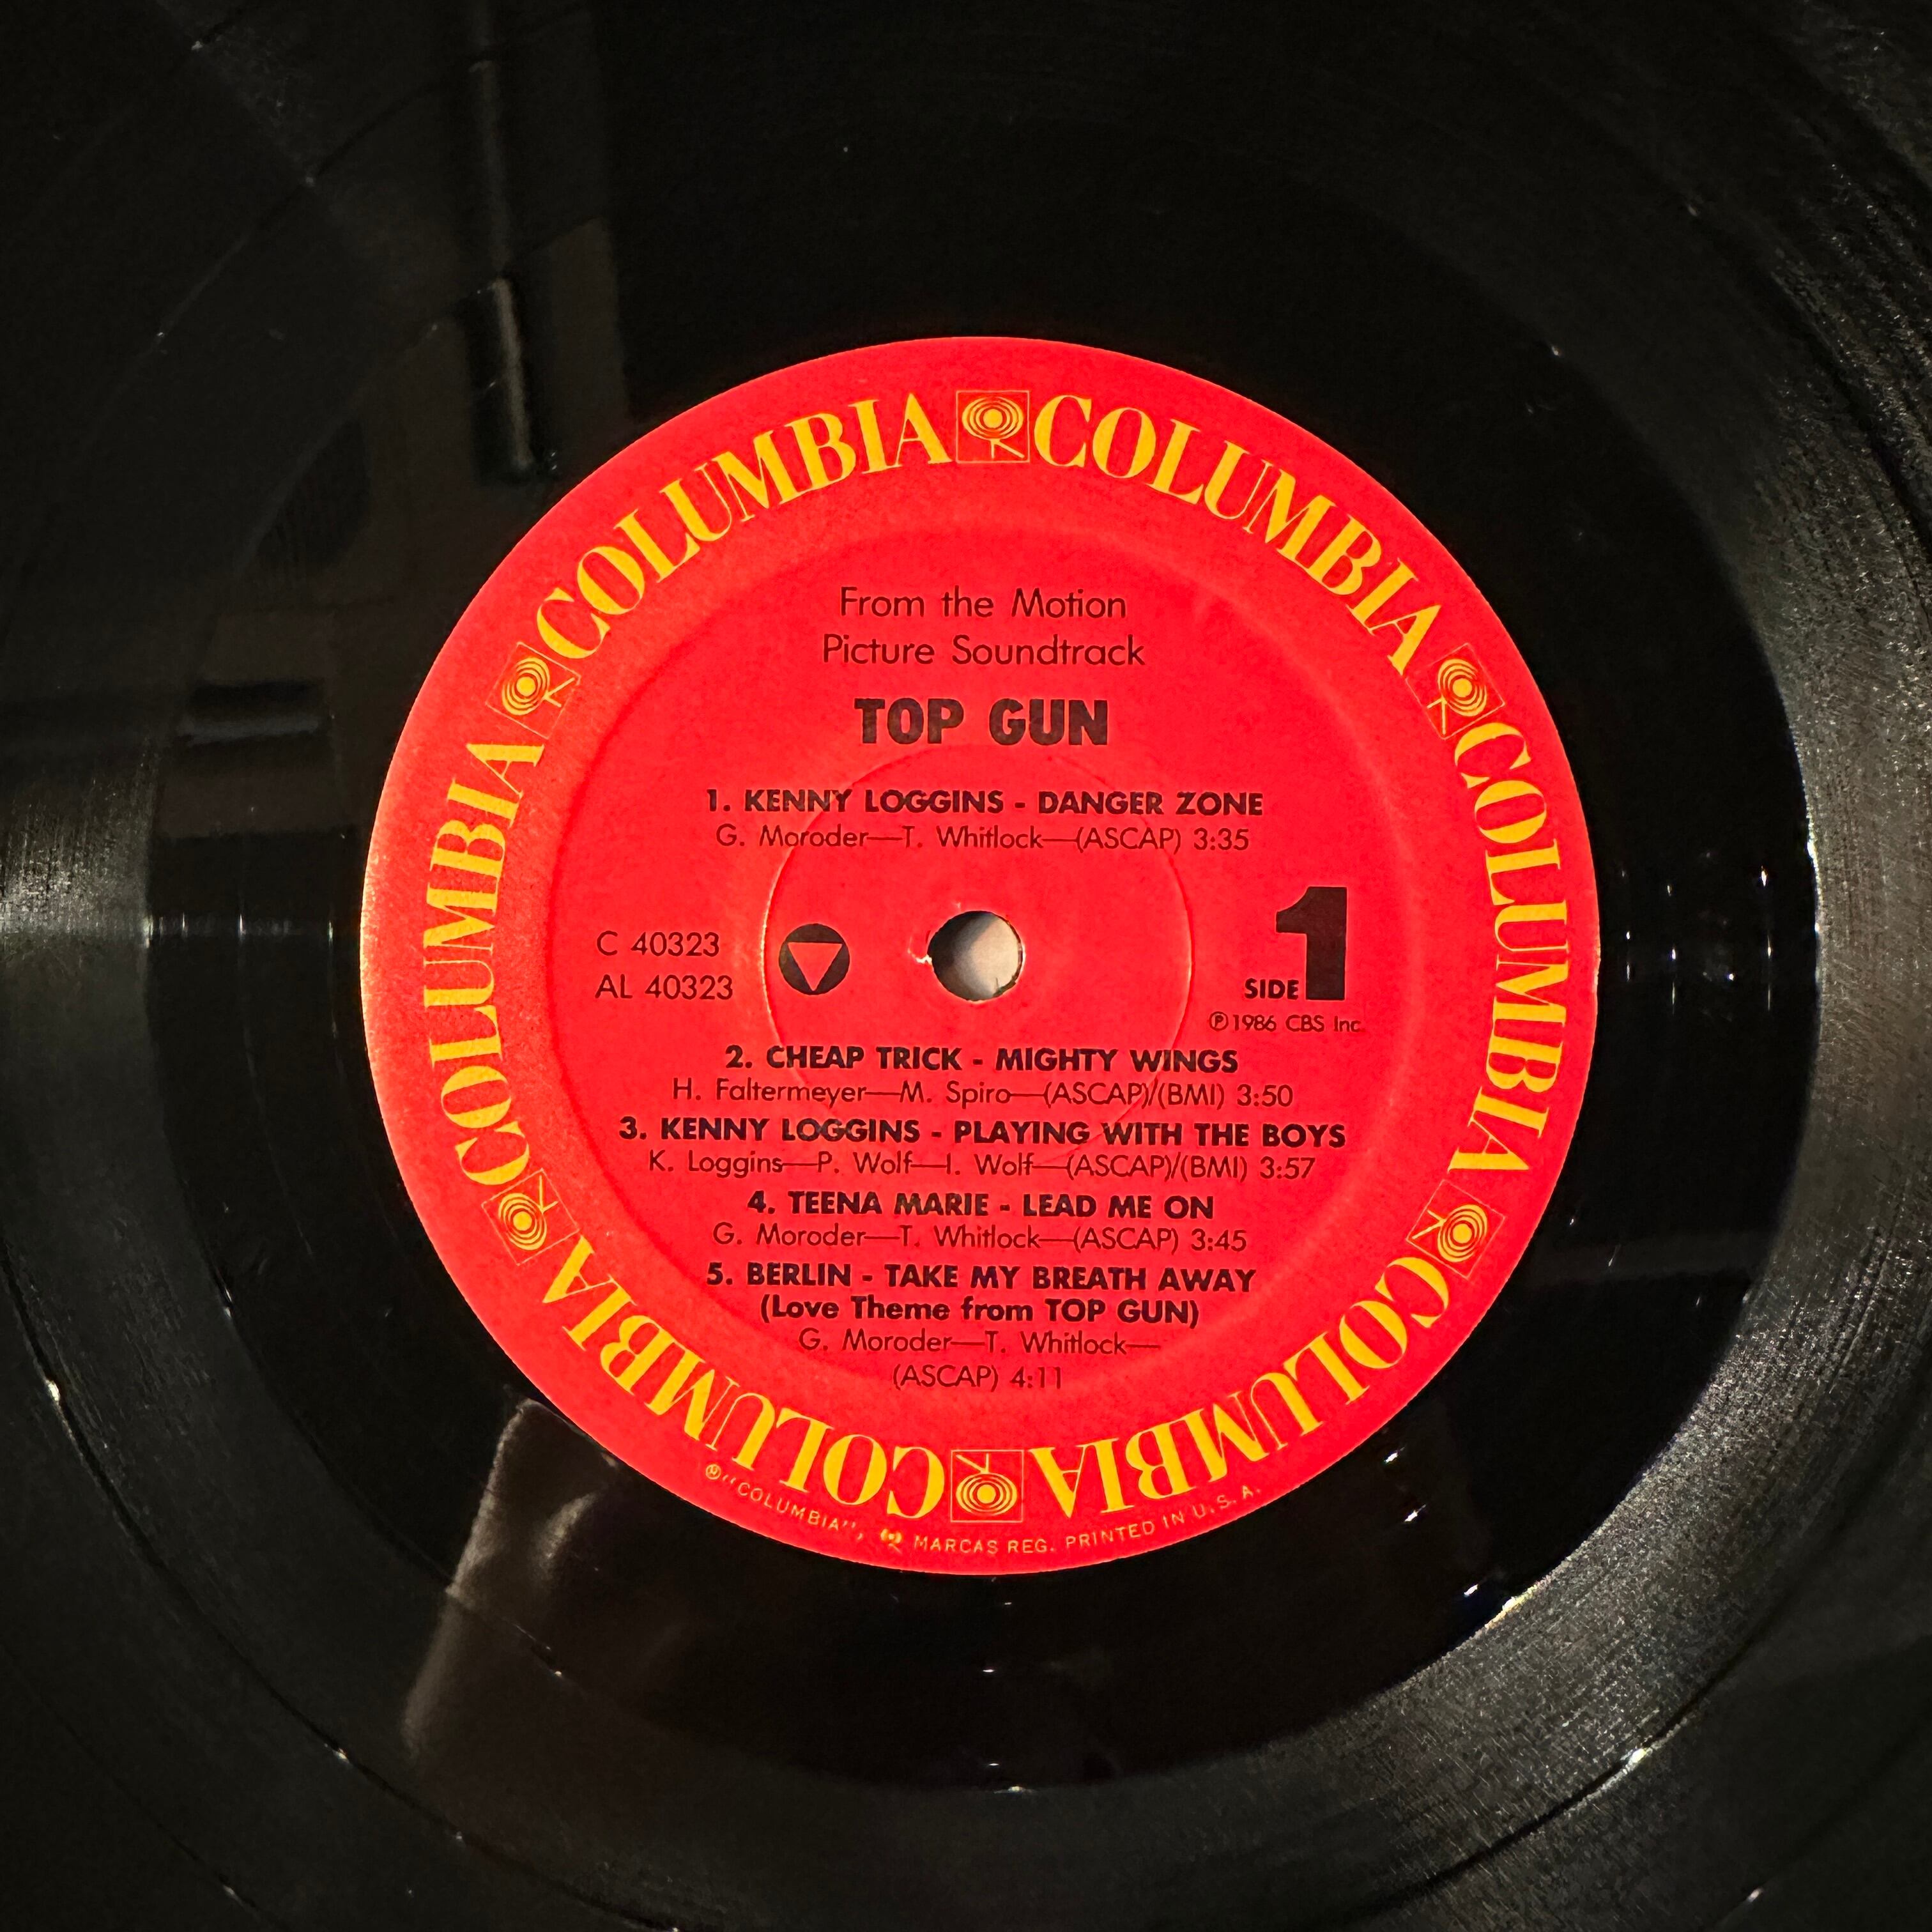 COLUMBIA COLUMBIA COLUMBIA COLUMBIA COLUMBIA COLUMBIA
From the Motion
Picture Soundtrack
TOP GUN
1. KENNY LOGGINS - DANGER ZONE
G. Moroder—T. Whitlock—(ASCAP) 3:35
C 40323
AL 40323
SIDE 1
℗ 1986 CBS Inc.
2. CHEAP TRICK - MIGHTY WINGS
H. Faltermeyer—M. Spiro—(ASCAP)/(BMI) 3:50
3. KENNY LOGGINS - PLAYING WITH THE BOYS
K. Loggins—P. Wolf—I. Wolf—(ASCAP)/(BMI) 3:57
4. TEENA MARIE - LEAD ME ON
G. Moroder—T. Whitlock—(ASCAP) 3:45
5. BERLIN - TAKE MY BREATH AWAY
(Love Theme from TOP GUN)
G. Moroder—T. Whitlock—
(ASCAP) 4:11
® "COLUMBIA", MARCAS REG. PRINTED IN U.S.A.